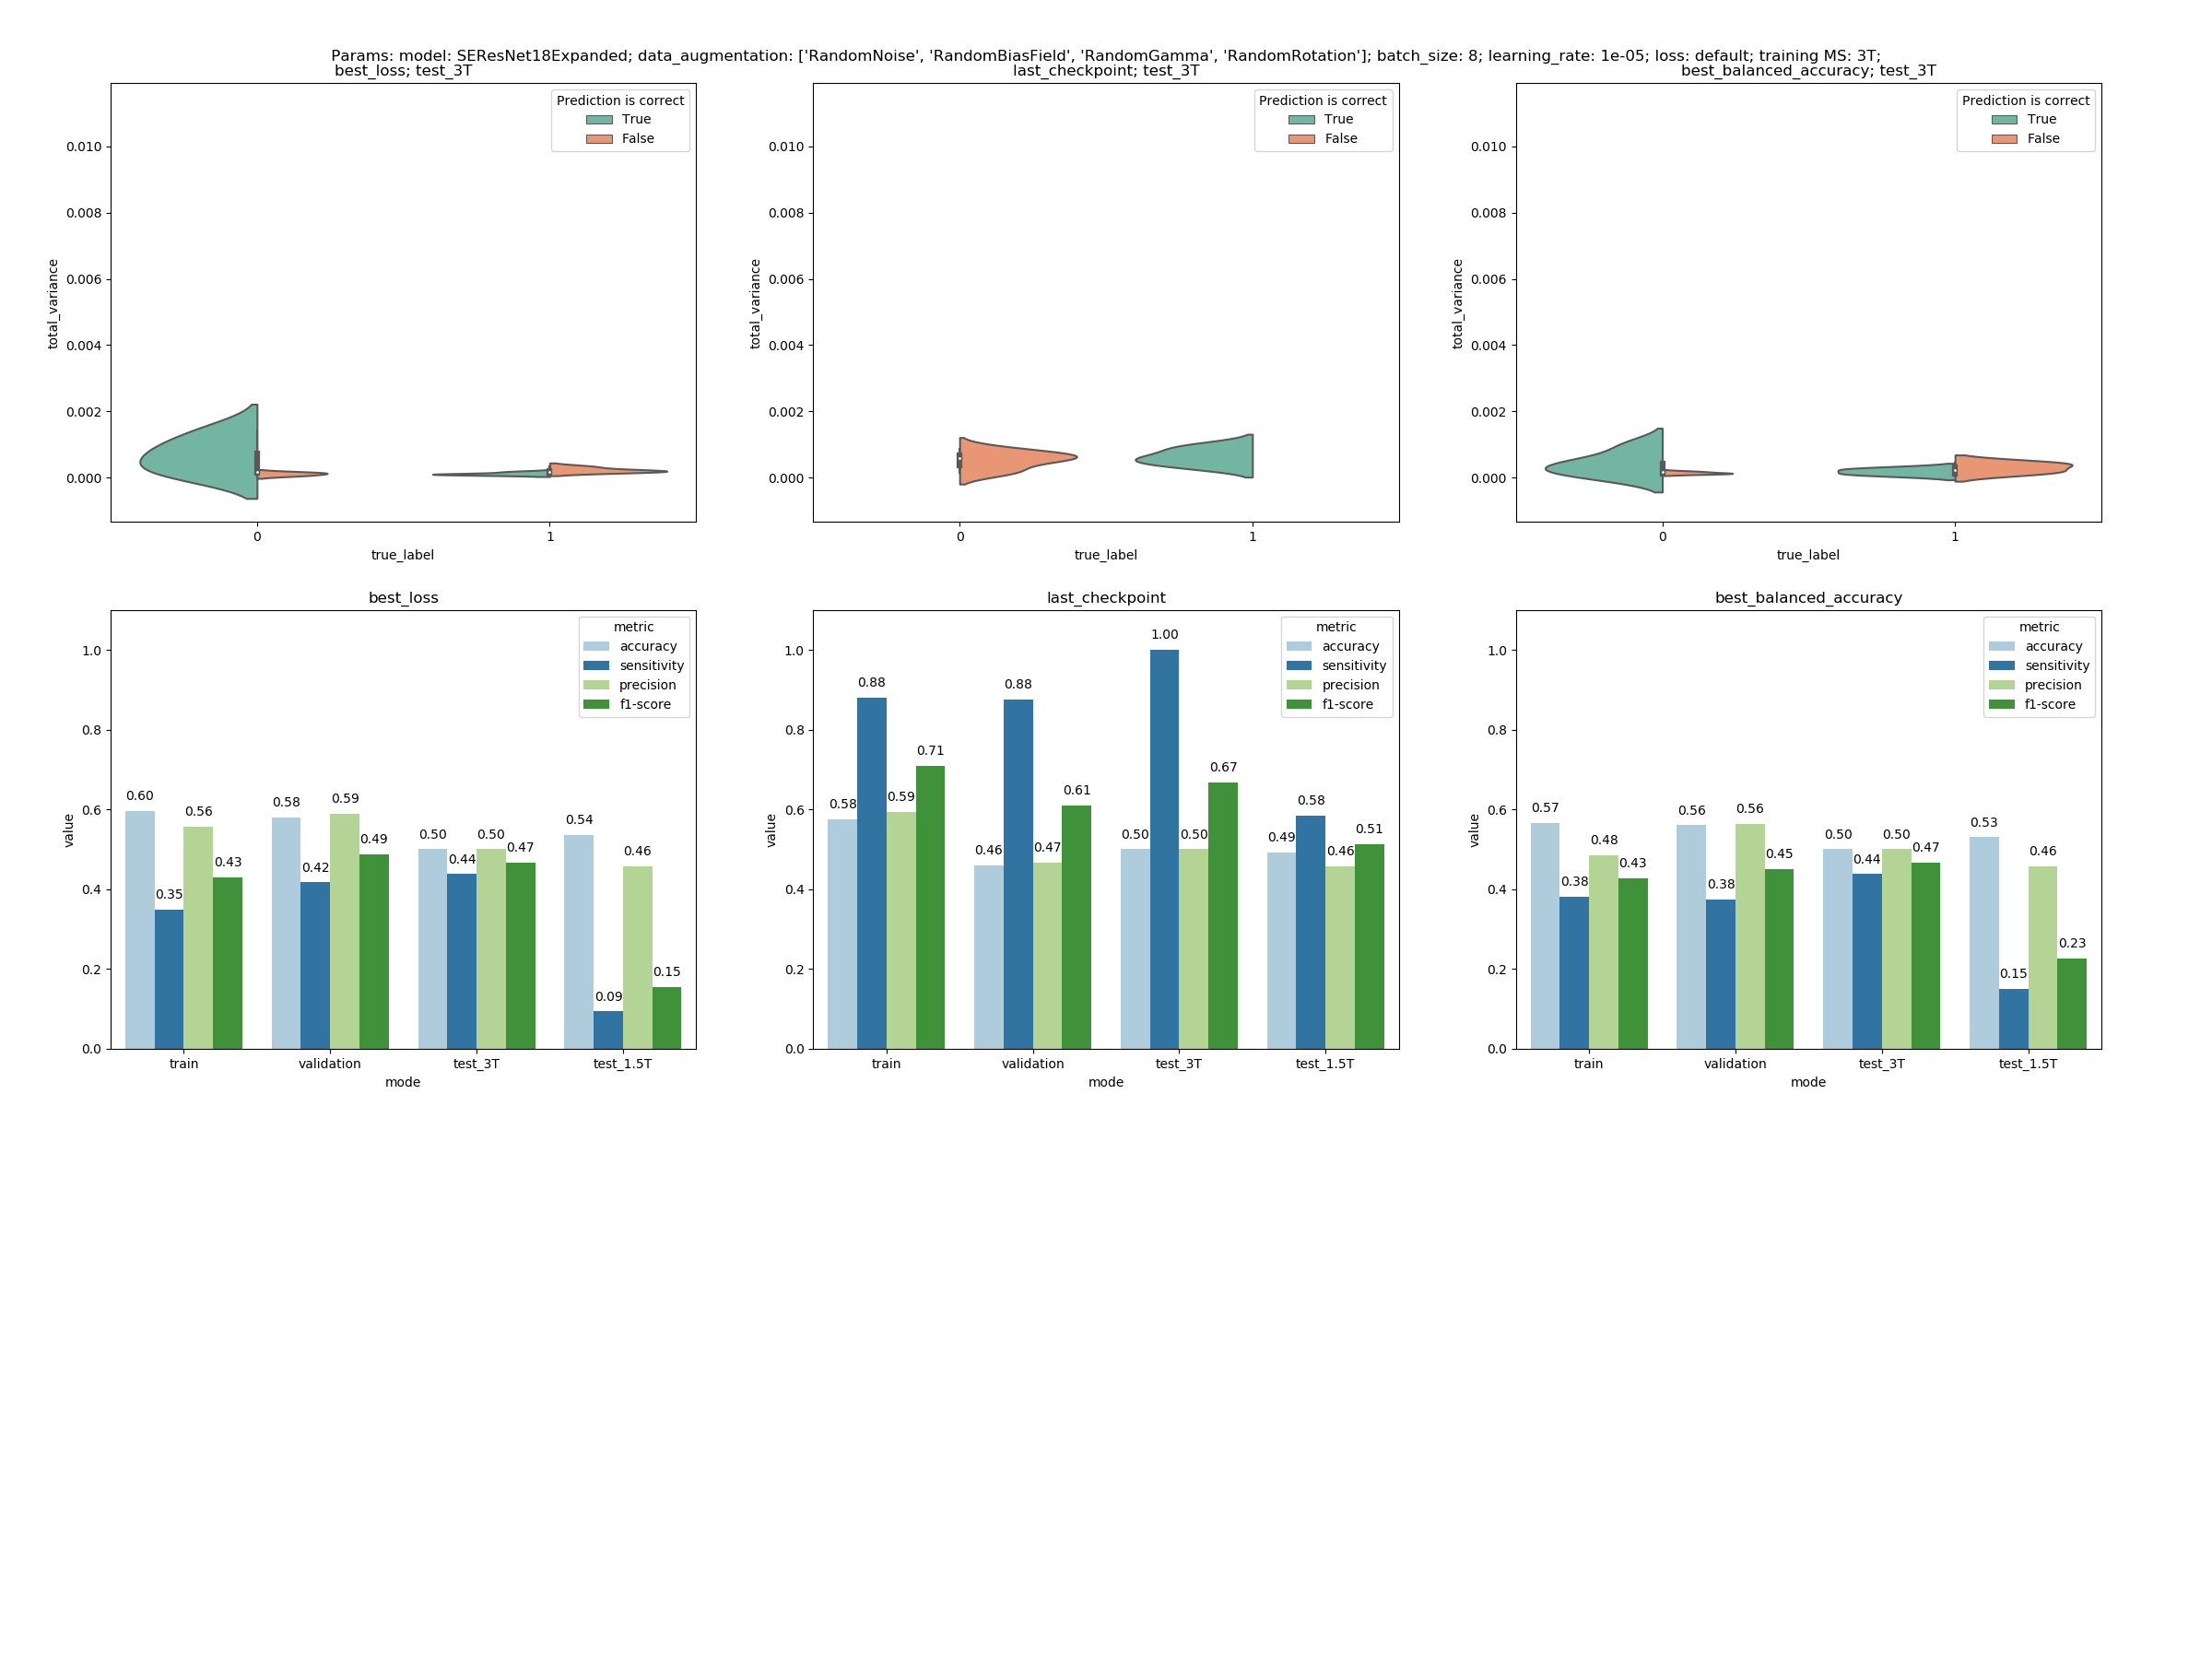 Params: model: SEResNet18Expanded; data_augmentation: ['RandomNoise', 'RandomBiasField', 'RandomGamma', 'RandomRotation']; batch_size: 8; learning_rate: 1e-05; loss: default; training MS: 3T;
best_loss; test_3T
Prediction is correct
True
False
0.010
0.008
0.006
0.004
0.002
0.000
total_variance
0 1
true_label
last_checkpoint; test_3T
Prediction is correct
True
False
0.010
0.008
0.006
0.004
0.002
0.000
total_variance
0 1
true_label
best_balanced_accuracy; test_3T
Prediction is correct
True
False
0.010
0.008
0.006
0.004
0.002
0.000
total_variance
0 1
true_label
best_loss
metric
accuracy
sensitivity
precision
f1-score
1.0
0.8
0.6
0.4
0.2
0.0
value
0.60 0.35 0.56 0.43
0.58 0.42 0.59 0.49
0.50 0.44 0.50 0.47
0.54 0.09 0.46 0.15
train validation test_3T test_1.5T
mode
last_checkpoint
metric
accuracy
sensitivity
precision
f1-score
1.0
0.8
0.6
0.4
0.2
0.0
value
0.58 0.88 0.59 0.71
0.46 0.88 0.47 0.61
0.50 1.00 0.50 0.67
0.49 0.58 0.46 0.51
train validation test_3T test_1.5T
mode
best_balanced_accuracy
metric
accuracy
sensitivity
precision
f1-score
1.0
0.8
0.6
0.4
0.2
0.0
value
0.57 0.38 0.48 0.43
0.56 0.38 0.56 0.45
0.50 0.44 0.50 0.47
0.53 0.15 0.46 0.23
train validation test_3T test_1.5T
mode